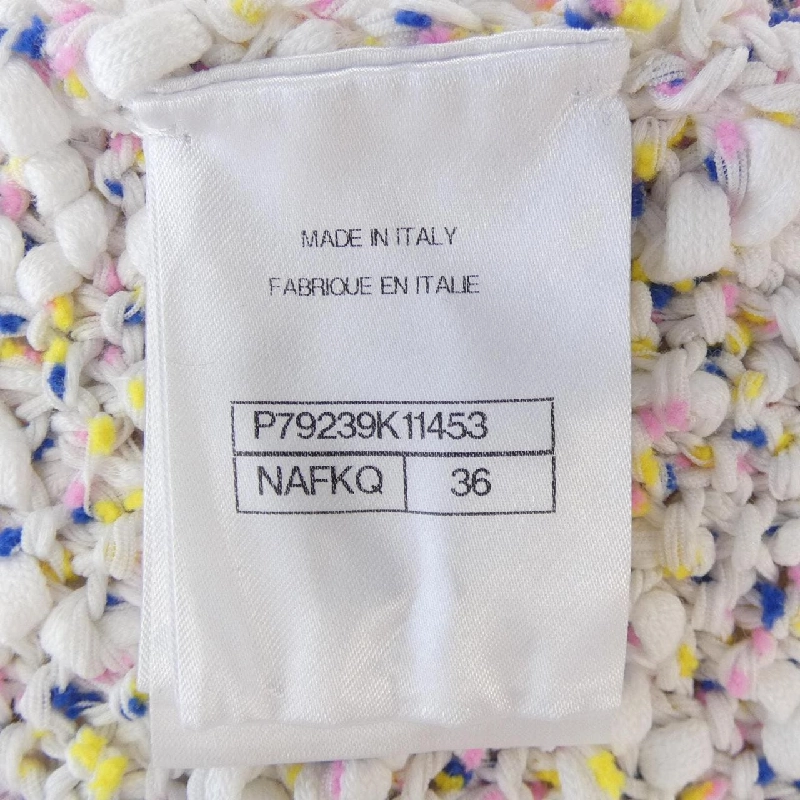 MADE IN ITALY
FABRIQUE EN ITALIE
P79239K11453
NAFKQ 36